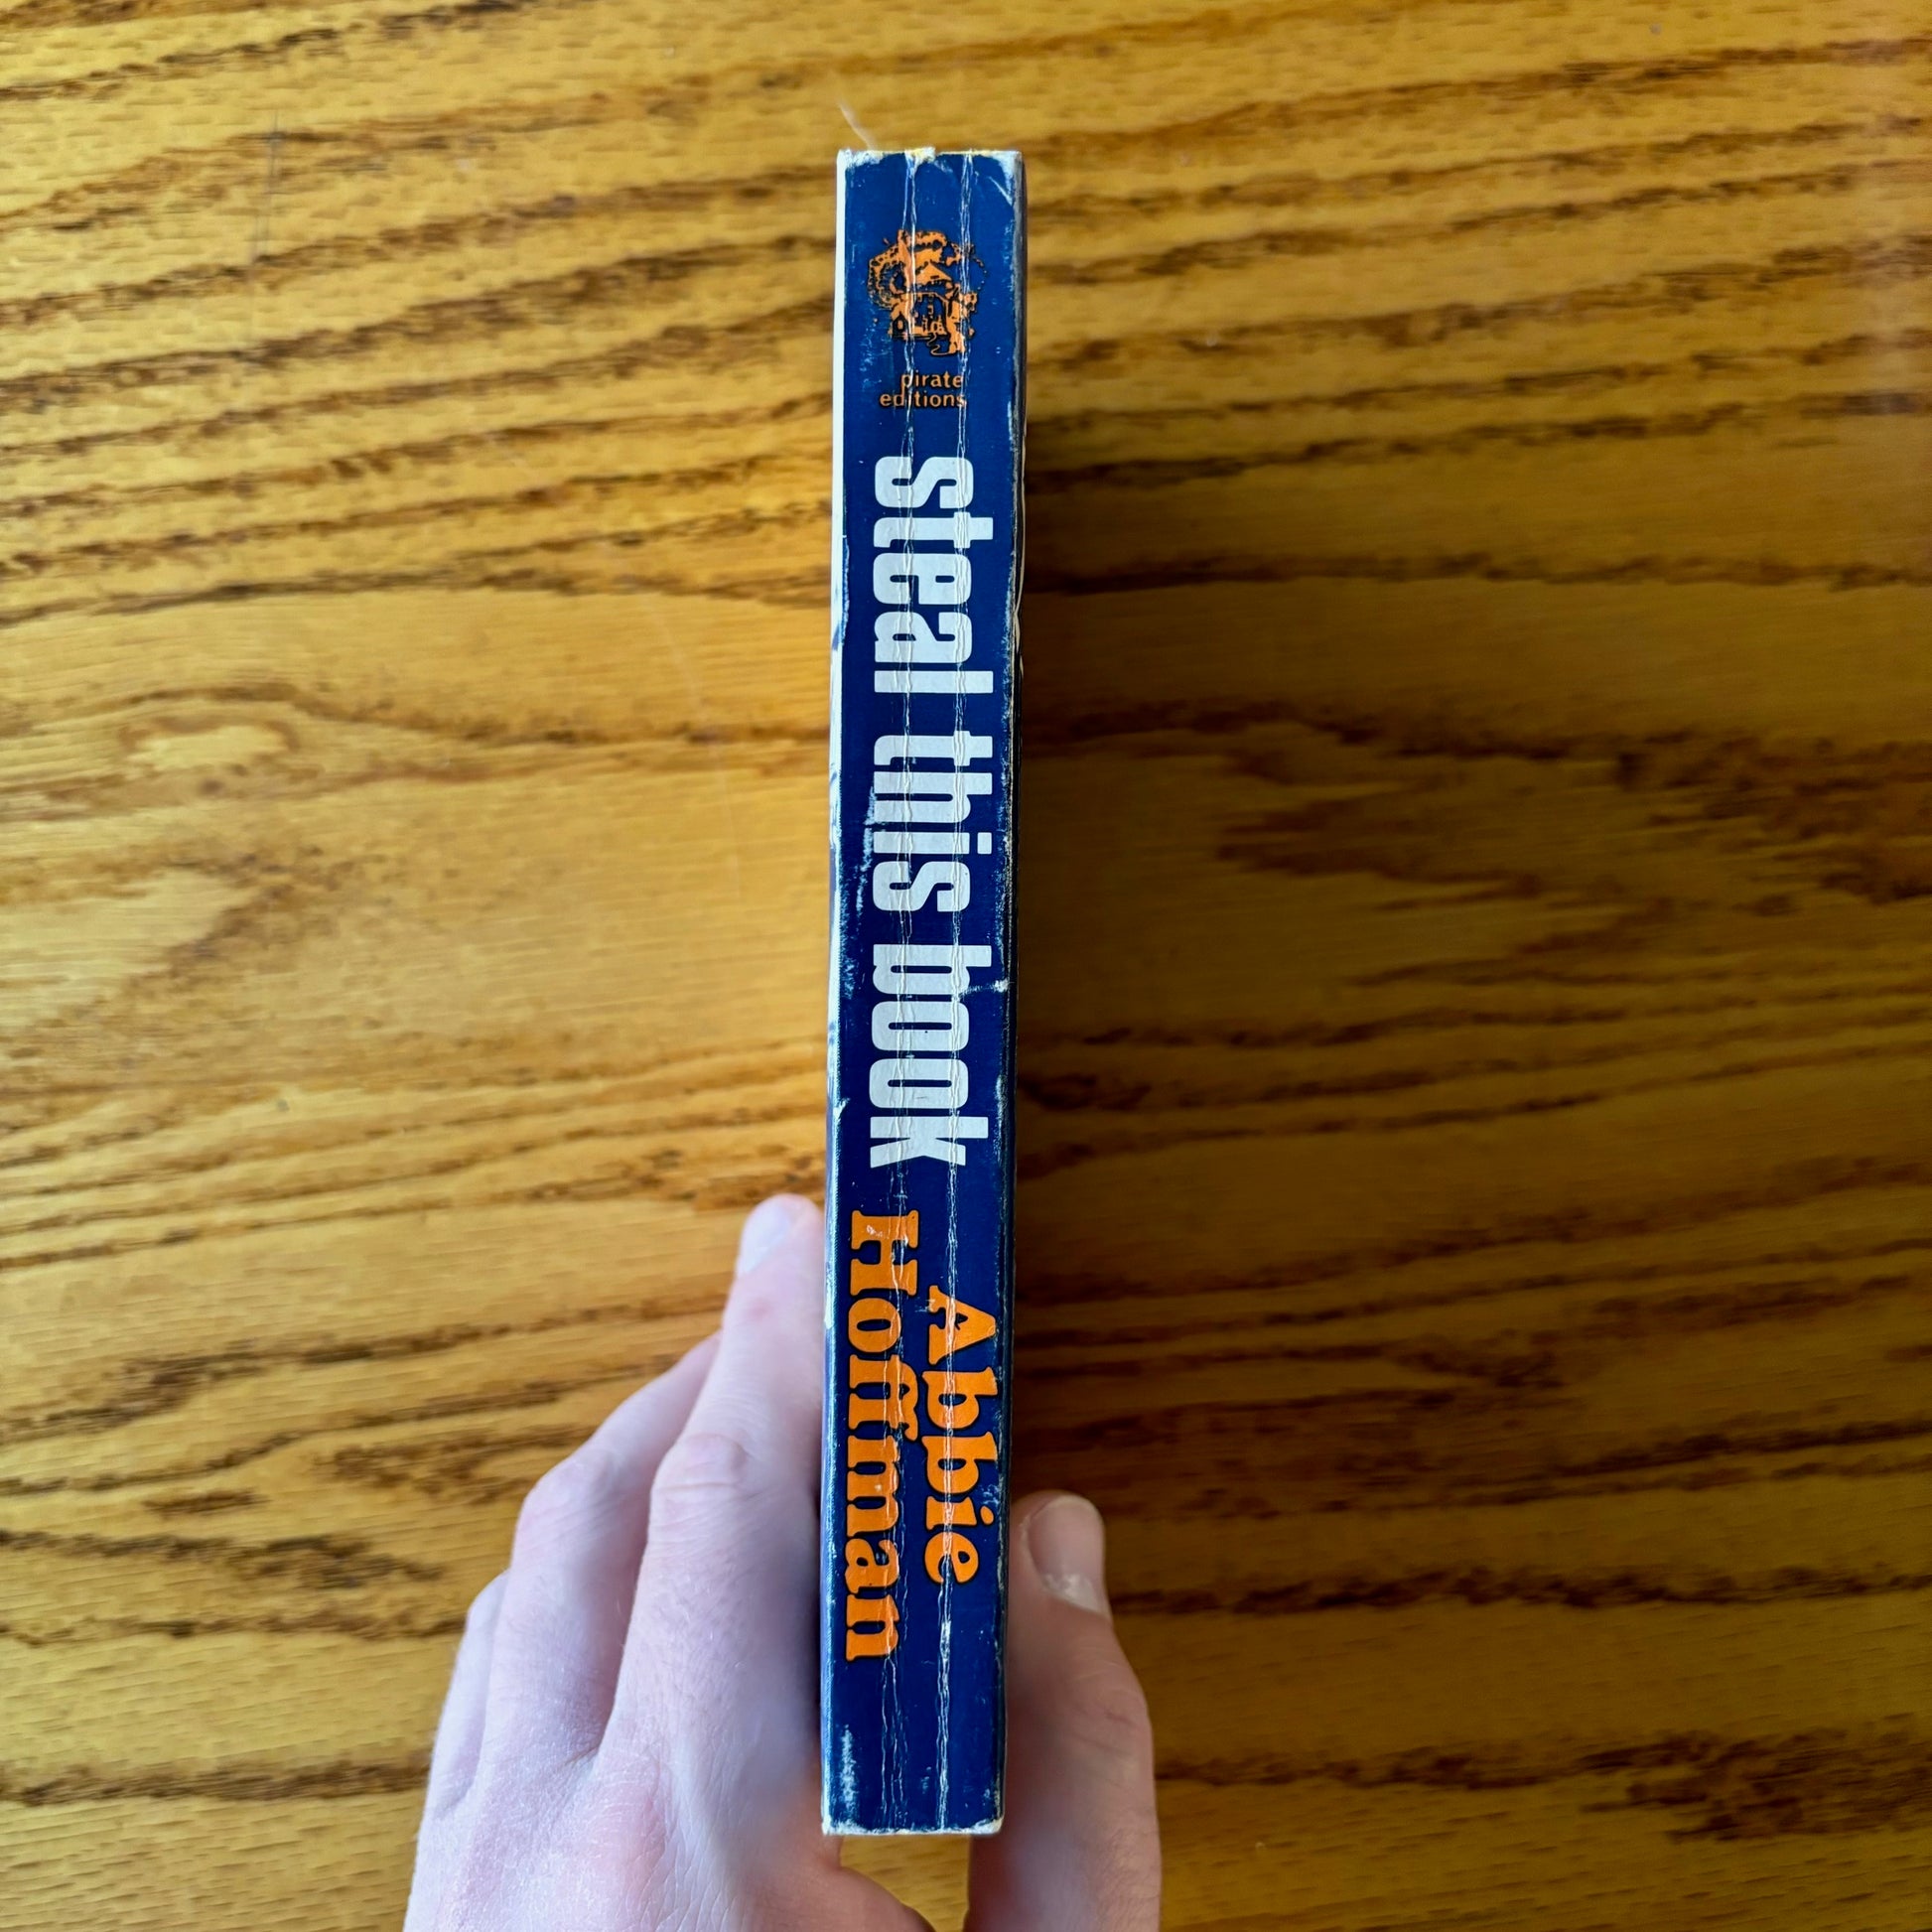 pirate
editions
steal this book
Abbie
Hoffman